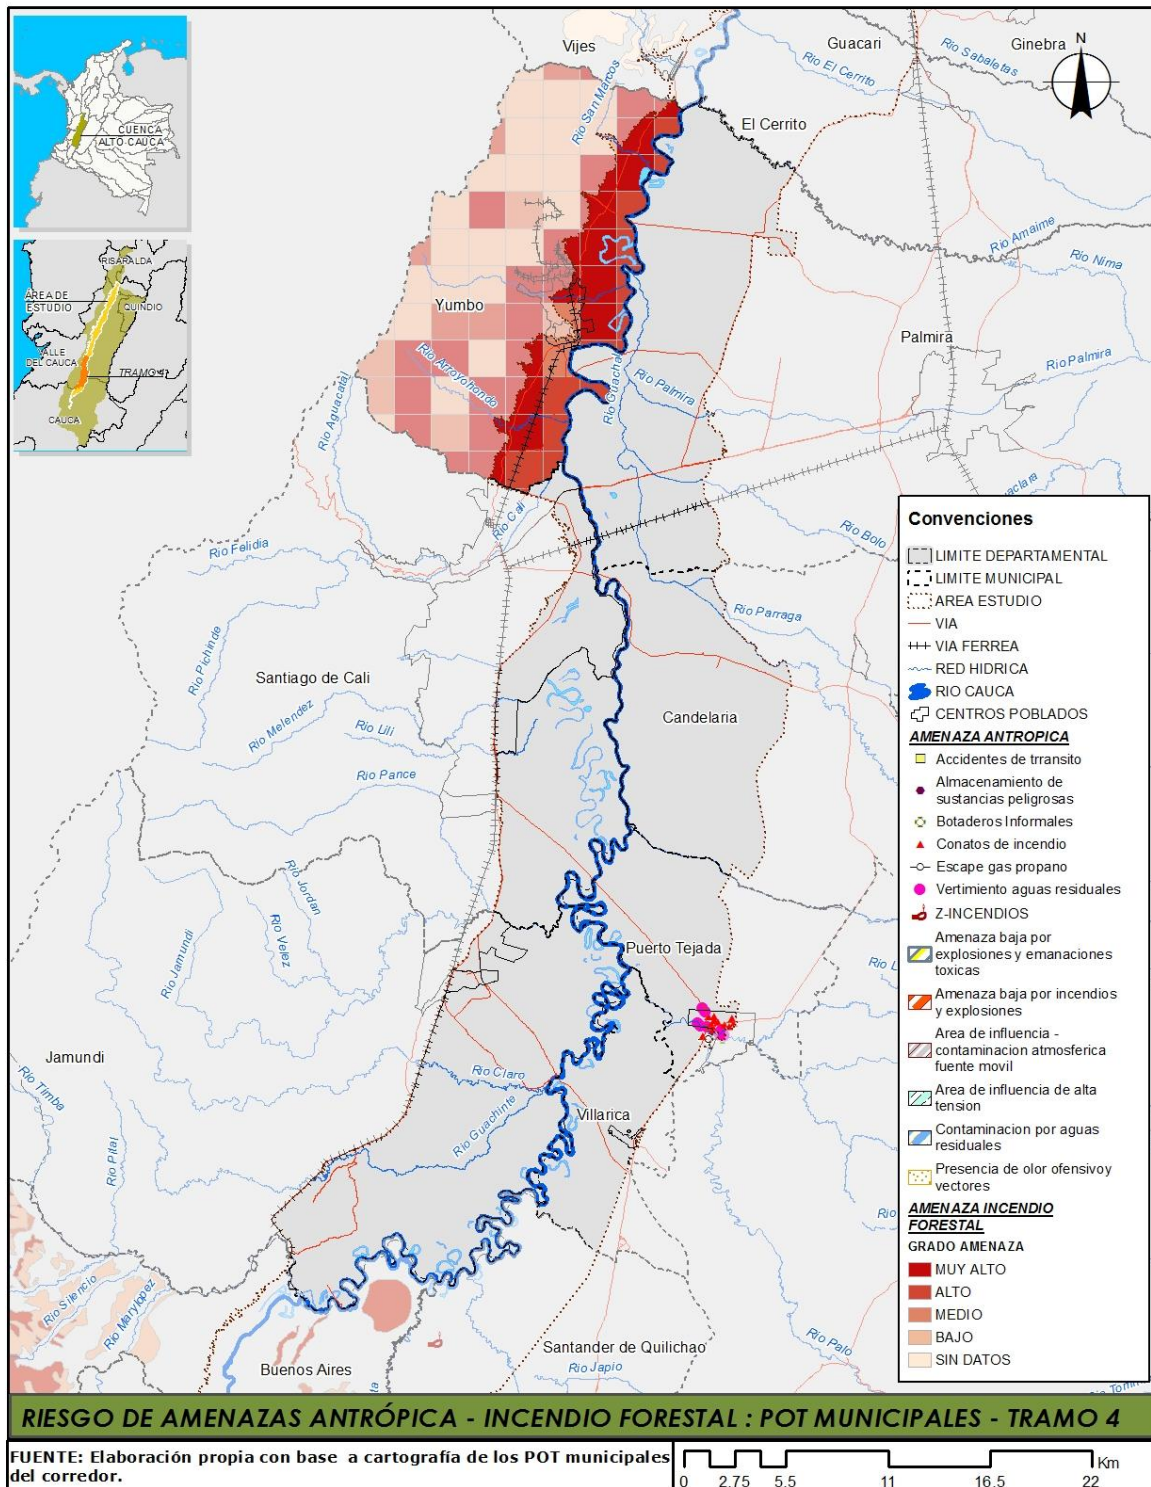 Vijes
Guacari
Ginebra
N
Rio Sabaletas
Rio El Cerrito
Rio San Marcos
El Cerrito
CUENCA
ALTO CAUCA
Rio Amaime
Rio Nima
RISARALDA
AREA DE
ESTUDIO
QUINDIO
VALLE
DEL CAUCA
TRAMO 4
CAUCA
Yumbo
Palmira
Rio Palmira
Rio Arroyohondo
Rio Guachal
Rio Palmira
Rio Aguacatal
Rio Cali
Rio Bolo
Rio Felidia
Rio Parraga
Rio Pichinde
Santiago de Cali
Candelaria
Rio Melendez
Rio Lili
Rio Pance
Rio Jordan
Rio Velez
Rio Jamundi
Puerto Tejada
Jamundi
Rio Timba
Rio Claro
Rio Guachinte
Villarica
Rio Pital
Rio Silencio
Rio Marylopez
Rio Palo
Santander de Quilichao
Rio Japio
Buenos Aires
Convenciones
LIMITE DEPARTAMENTAL
LIMITE MUNICIPAL
AREA ESTUDIO
VIA
VIA FERREA
RED HIDRICA
RIO CAUCA
CENTROS POBLADOS
AMENAZA ANTROPICA
Accidentes de trransito
Almacenamiento de
sustancias peligrosas
Botaderos Informales
Conatos de incendio
Escape gas propano
Vertimiento aguas residuales
Z-INCENDIOS
Amenaza baja por
explosiones y emanaciones
toxicas
Amenaza baja por incendios
y explosiones
Area de influencia -
contaminacion atmosferica
fuente movil
Area de influencia de alta
tension
Contaminacion por aguas
residuales
Presencia de olor ofensivo y
vectores
AMENAZA INCENDIO
FORESTAL
GRADO AMENAZA
MUY ALTO
ALTO
MEDIO
BAJO
SIN DATOS
RIESGO DE AMENAZAS ANTRÓPICA - INCENDIO FORESTAL : POT MUNICIPALES - TRAMO 4
FUENTE: Elaboración propia con base a cartografía de los POT municipales
del corredor.
Km
0 2.75 5.5 11 16.5 22